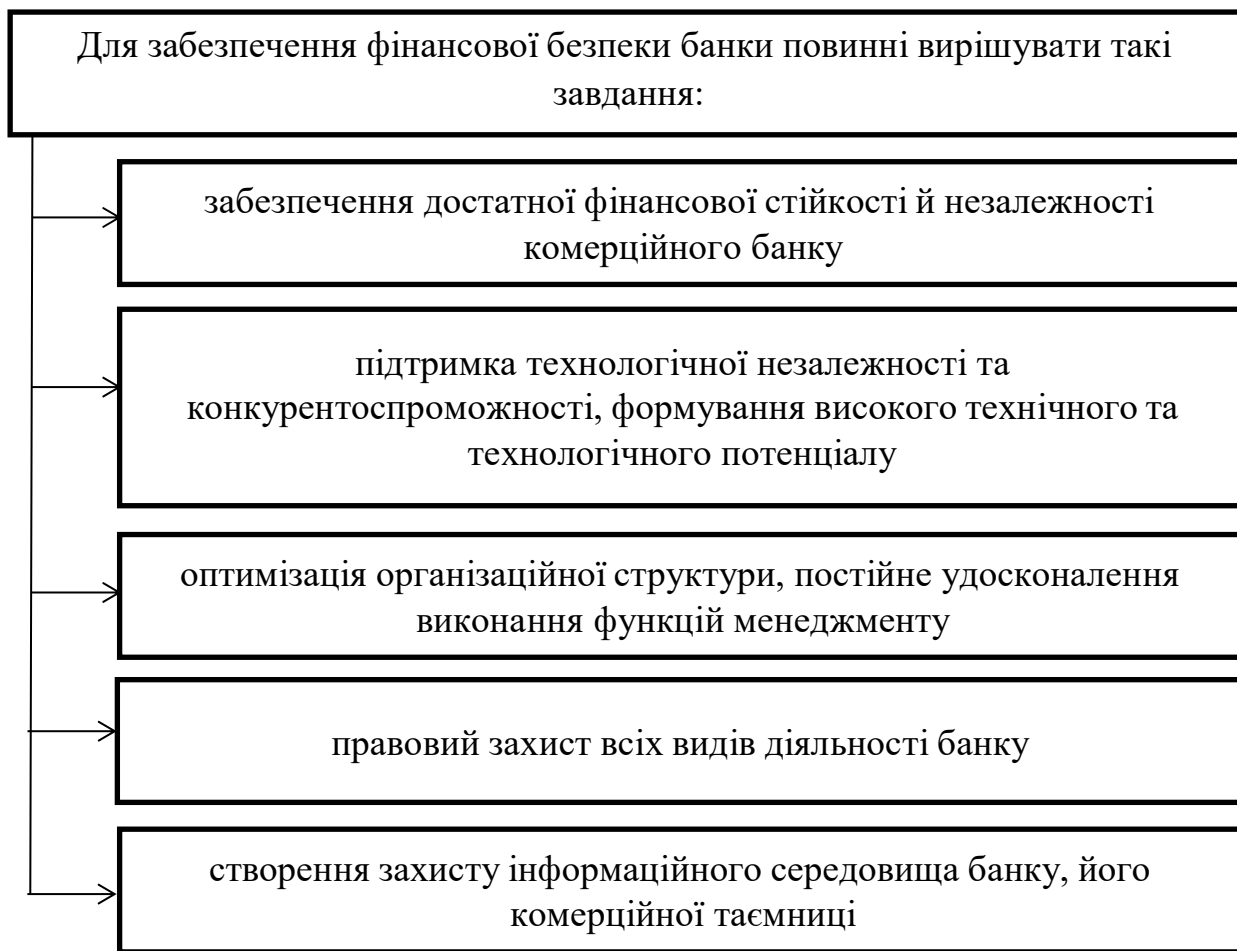 Для забезпечення фінансової безпеки банки повинні вирішувати такі
завдання:
забезпечення достатної фінансової стійкості й незалежності
комерційного банку
підтримка технологічної незалежності та
конкурентоспроможності, формування високого технічного та
технологічного потенціалу
оптимізація організаційної структури, постійне удосконалення
виконання функцій менеджменту
правовий захист всіх видів діяльності банку
створення захисту інформаційного середовища банку, його
комерційної таємниці